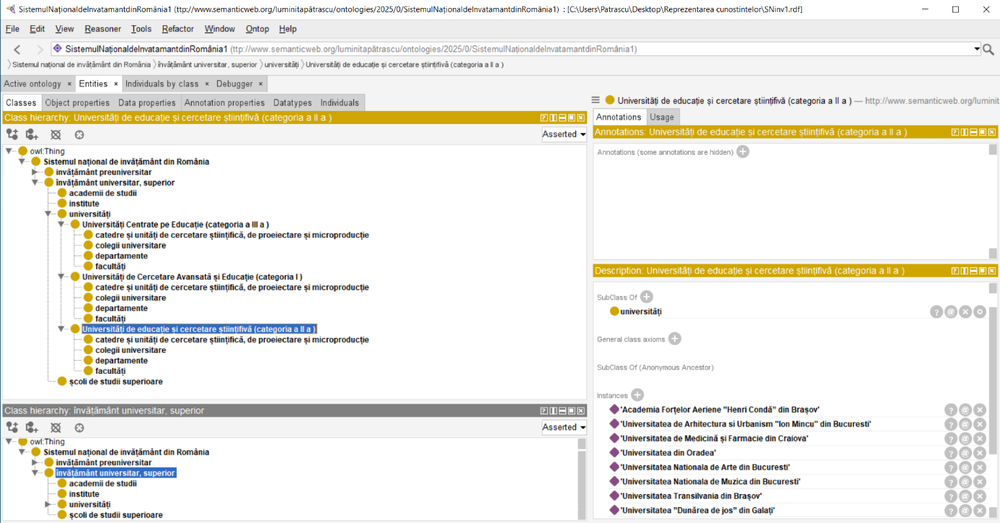 SistemulNaționaldeInvatamantdinRomânia1 (ttp://www.semanticweb.org/luminitapătrascu/ontologies/2025/0/SistemulNaționaldeInvatamantdinRomânia1) : [C:\Users\Patrascu\Desktop\Reprezentarea cunostintelor\SNinv1.rdf]
File Edit View Reasoner Tools Refactor Window Ontop Help
SistemulNaționaldeInvatamantdinRomânia1 (ttp://www.semanticweb.org/luminitapătrascu/ontologies/2025/0/SistemulNaționaldeInvatamantdinRomânia1)
Sistemul național de invățământ din România 〉învățământ universitar, superior 〉universități 〉Universități de educație și cercetare științifivă (categoria a II a )
Active ontology × Entities × Individuals by class × Debugger ×
Classes Object properties Data properties Annotation properties Datatypes Individuals
Class hierarchy: Universități de educație și cercetare științifivă (categoria a II a )
Asserted
owl:Thing
Sistemul național de invățământ din România
invățământ preuniversitar
învățământ universitar, superior
academii de studii
institute
universități
Universități Centrate pe Educație (categoria a III a )
catedre și unități de cercetare științifică, de proeiectare și microproducție
colegii universitare
departamente
facultăți
Universități de Cercetare Avansată și Educație (categoria I )
catedre și unități de cercetare științifică, de proeiectare și microproducție
colegii universitare
departamente
facultăți
Universități de educație și cercetare științifivă (categoria a II a )
catedre și unități de cercetare științifică, de proeiectare și microproducție
colegii universitare
departamente
facultăți
școli de studii superioare
Class hierarchy: învățământ universitar, superior
Asserted
owl:Thing
Sistemul național de invățământ din România
invățământ preuniversitar
învățământ universitar, superior
academii de studii
institute
universități
școli de studii superioare
Universități de educație și cercetare științifivă (categoria a II a ) — http://www.semanticweb.org/luminit
Annotations Usage
Annotations: Universități de educație și cercetare științifivă (categoria a II a )
Annotations (some annotations are hidden)
Description: Universități de educație și cercetare științifivă (categoria a II a )
SubClass Of
universități
General class axioms
SubClass Of (Anonymous Ancestor)
Instances
'Academia Forțelor Aeriene "Henri Condă" din Brașov'
'Universitatea de Arhitectura si Urbanism "Ion Mincu" din Bucuresti'
'Universitatea de Medicină și Farmacie din Craiova'
'Universitatea din Oradea'
'Universitatea Nationala de Arte din Bucuresti'
'Universitatea Nationala de Muzica din Bucuresti'
'Universitatea Transilvania din Brașov'
'Universitatea "Dunărea de jos" din Galați'